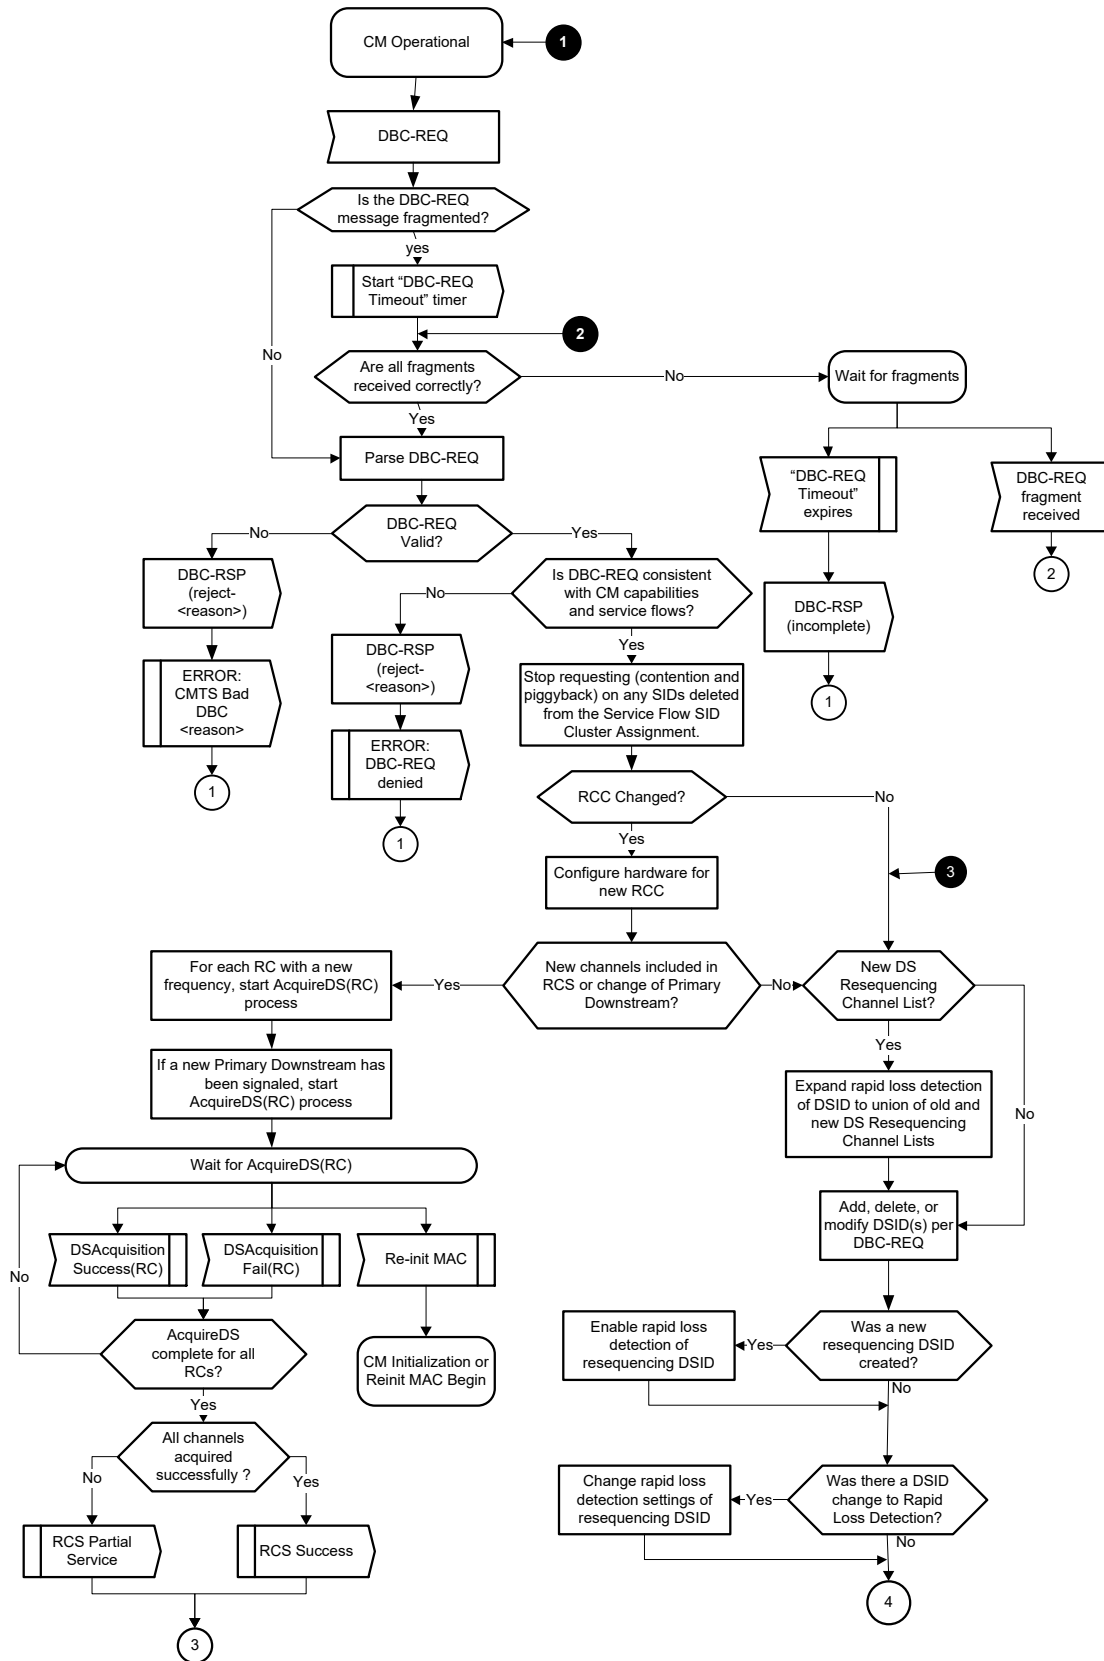 CM Operational
1
DBC-REQ
Is the DBC-REQ
message fragmented?
yes
Start “DBC-REQ
Timeout” timer
2
No
Are all fragments
received correctly?
No
Wait for fragments
Yes
Parse DBC-REQ
“DBC-REQ
Timeout”
expires
DBC-REQ
fragment
received
DBC-REQ
Valid?
No
Yes
2
DBC-RSP
(reject-
<reason>)
Is DBC-REQ consistent
with CM capabilities
and service flows?
No
DBC-RSP
(incomplete)
Yes
DBC-RSP
(reject-
<reason>)
ERROR:
CMTS Bad
DBC
<reason>
Stop requesting (contention and
piggyback) on any SIDs deleted
from the Service Flow SID
Cluster Assignment.
1
ERROR:
DBC-REQ
denied
1
RCC Changed?
No
1
Yes
Configure hardware for
new RCC
3
For each RC with a new
frequency, start AcquireDS(RC)
process
Yes
New channels included in
RCS or change of Primary
Downstream?
No
New DS
Resequencing
Channel List?
Yes
If a new Primary Downstream has
been signaled, start
AcquireDS(RC) process
Expand rapid loss detection
of DSID to union of old and
new DS Resequencing
Channel Lists
No
Wait for AcquireDS(RC)
Add, delete, or
modify DSID(s) per
DBC-REQ
DSAcquisition
Success(RC)
DSAcquisition
Fail(RC)
Re-init MAC
No
AcquireDS
complete for all
RCs?
CM Initialization or
Reinit MAC Begin
Enable rapid loss
detection of
resequencing DSID
Yes
Was a new
resequencing DSID
created?
No
Yes
All channels
acquired
successfully ?
No
Yes
Change rapid loss
detection settings of
resequencing DSID
Yes
Was there a DSID
change to Rapid
Loss Detection?
No
RCS Partial
Service
RCS Success
4
3